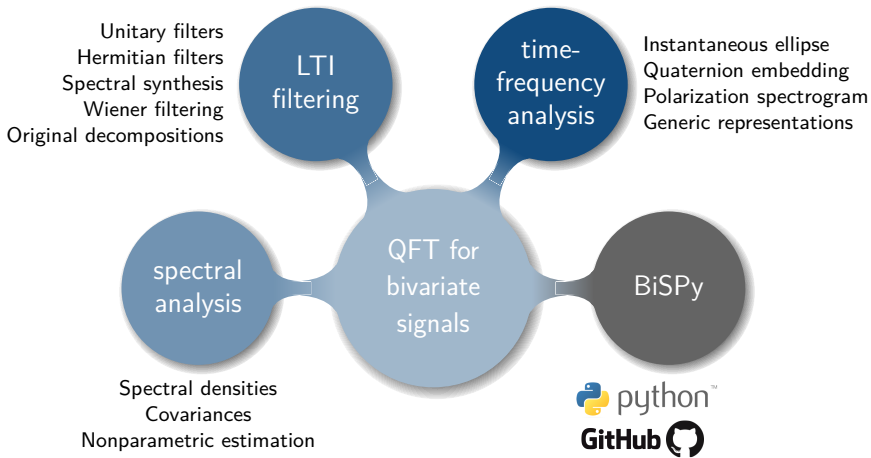 Unitary filters
Hermitian filters
Spectral synthesis
Wiener filtering
Original decompositions
LTI
filtering
time-
frequency
analysis
Instantaneous ellipse
Quaternion embedding
Polarization spectrogram
Generic representations
spectral
analysis
QFT for
bivariate
signals
BiSPy
Spectral densities
Covariances
Nonparametric estimation
python™
GitHub